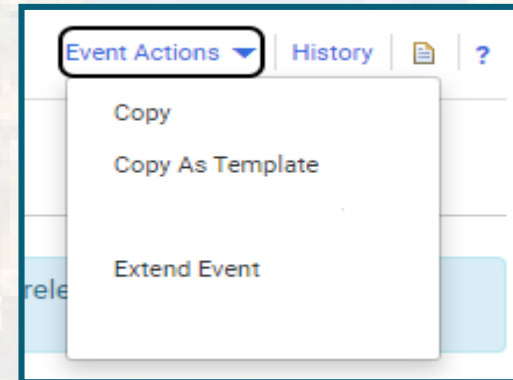 Event Actions History ?
Copy
Copy As Template
Extend Event
rele